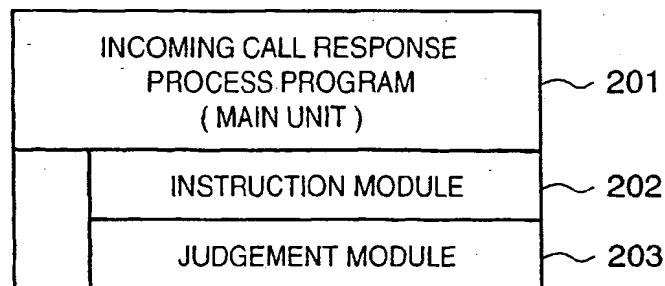 INCOMING CALL RESPONSE
PROCESS PROGRAM
( MAIN UNIT )
201
INSTRUCTION MODULE
202
JUDGEMENT MODULE
203